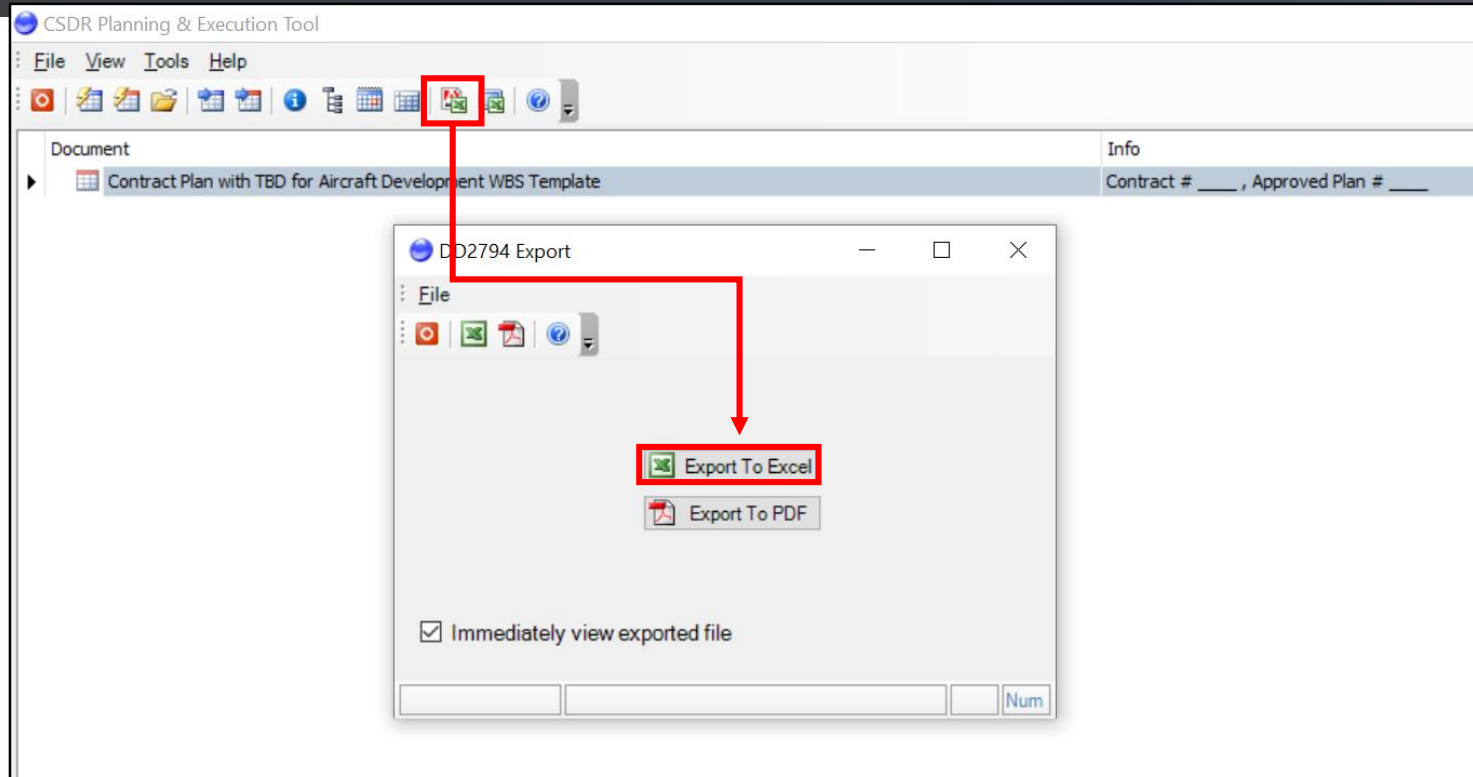 CSDR Planning & Execution Tool
File View Tools Help
Document Info
Contract Plan with TBD for Aircraft Development WBS Template Contract # ____ , Approved Plan # ____
DD2794 Export
File
Export To Excel
Export To PDF
Immediately view exported file
Num